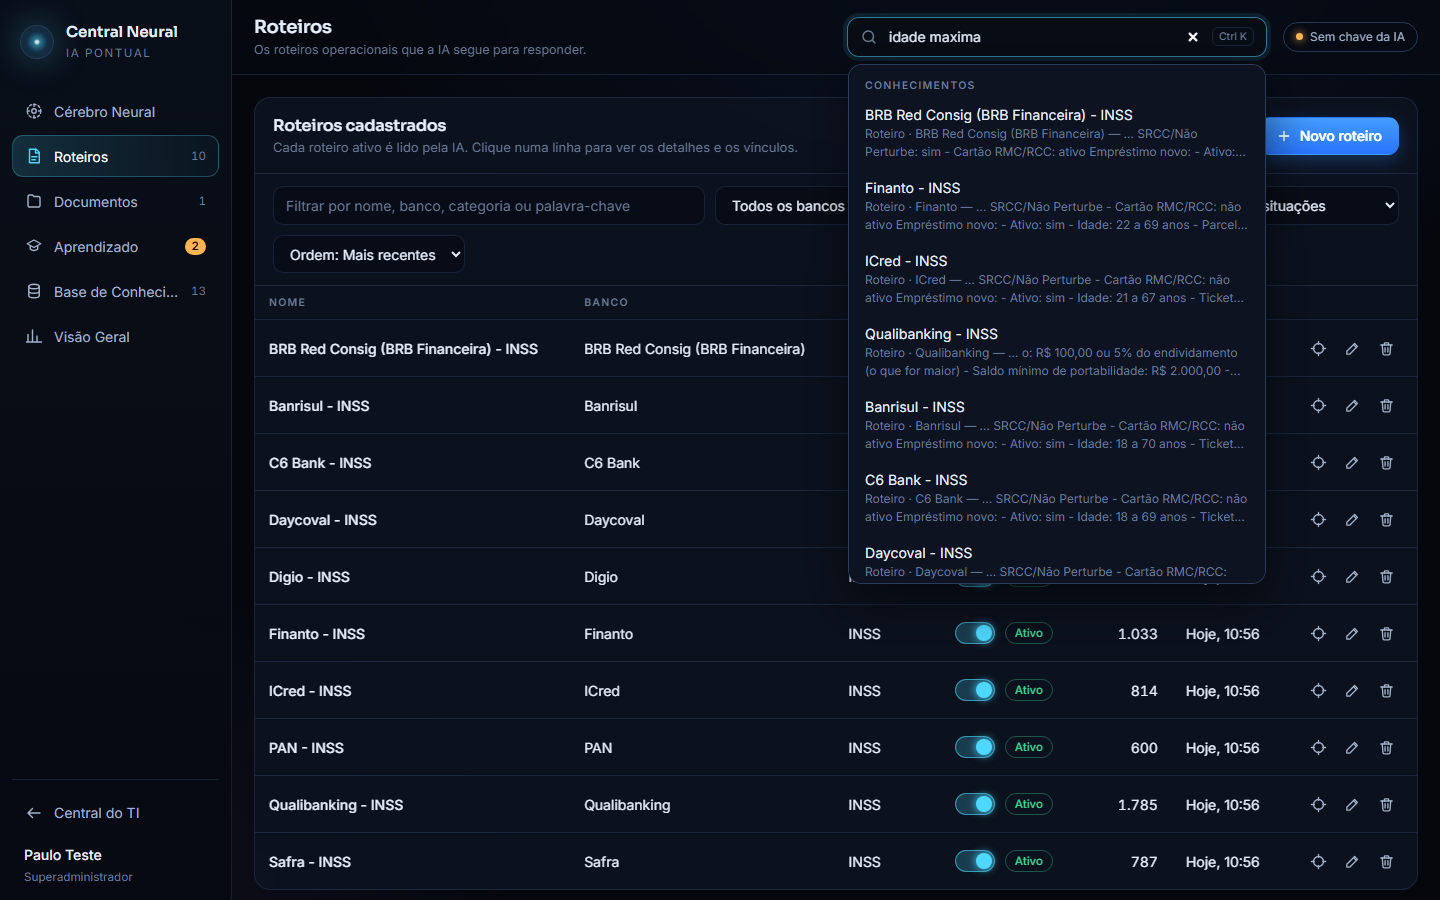 Central Neural
IA PONTUAL
Cérebro Neural
Roteiros 10
Documentos 1
Aprendizado 2
Base de Conheci... 13
Visão Geral
Central do TI
Paulo Teste
Superadministrador
Roteiros
Os roteiros operacionais que a IA segue para responder.
idade maxima
Ctrl K
Sem chave da IA
Roteiros cadastrados
Cada roteiro ativo é lido pela IA. Clique numa linha para ver os detalhes e os vínculos.
Novo roteiro
Filtrar por nome, banco, categoria ou palavra-chave
Todos os bancos
situações
Ordem: Mais recentes
CONHECIMENTOS
BRB Red Consig (BRB Financeira) - INSS
Roteiro · BRB Red Consig (BRB Financeira) — ... SRCC/Não
Perturbe: sim - Cartão RMC/RCC: ativo Empréstimo novo: - Ativo:...
Finanto - INSS
Roteiro · Finanto — ... SRCC/Não Perturbe - Cartão RMC/RCC: não
ativo Empréstimo novo: - Ativo: sim - Idade: 22 a 69 anos - Parcel...
ICred - INSS
Roteiro · ICred — ... SRCC/Não Perturbe - Cartão RMC/RCC: não
ativo Empréstimo novo: - Ativo: sim - Idade: 21 a 67 anos - Ticket...
Qualibanking - INSS
Roteiro · Qualibanking — ... o: R$ 100,00 ou 5% do endividamento
(o que for maior) - Saldo mínimo de portabilidade: R$ 2.000,00 -...
Banrisul - INSS
Roteiro · Banrisul — ... SRCC/Não Perturbe - Cartão RMC/RCC: não
ativo Empréstimo novo: - Ativo: sim - Idade: 18 a 70 anos - Ticket...
C6 Bank - INSS
Roteiro · C6 Bank — ... SRCC/Não Perturbe - Cartão RMC/RCC: não
ativo Empréstimo novo: - Ativo: sim - Idade: 18 a 69 anos - Ticket...
Daycoval - INSS
Roteiro · Daycoval — ... SRCC/Não Perturbe - Cartão RMC/RCC:
NOME BANCO
BRB Red Consig (BRB Financeira) - INSS BRB Red Consig (BRB Financeira)
Banrisul - INSS Banrisul
C6 Bank - INSS C6 Bank
Daycoval - INSS Daycoval
Digio - INSS Digio
Finanto - INSS Finanto INSS Ativo 1.033 Hoje, 10:56
ICred - INSS ICred INSS Ativo 814 Hoje, 10:56
PAN - INSS PAN INSS Ativo 600 Hoje, 10:56
Qualibanking - INSS Qualibanking INSS Ativo 1.785 Hoje, 10:56
Safra - INSS Safra INSS Ativo 787 Hoje, 10:56